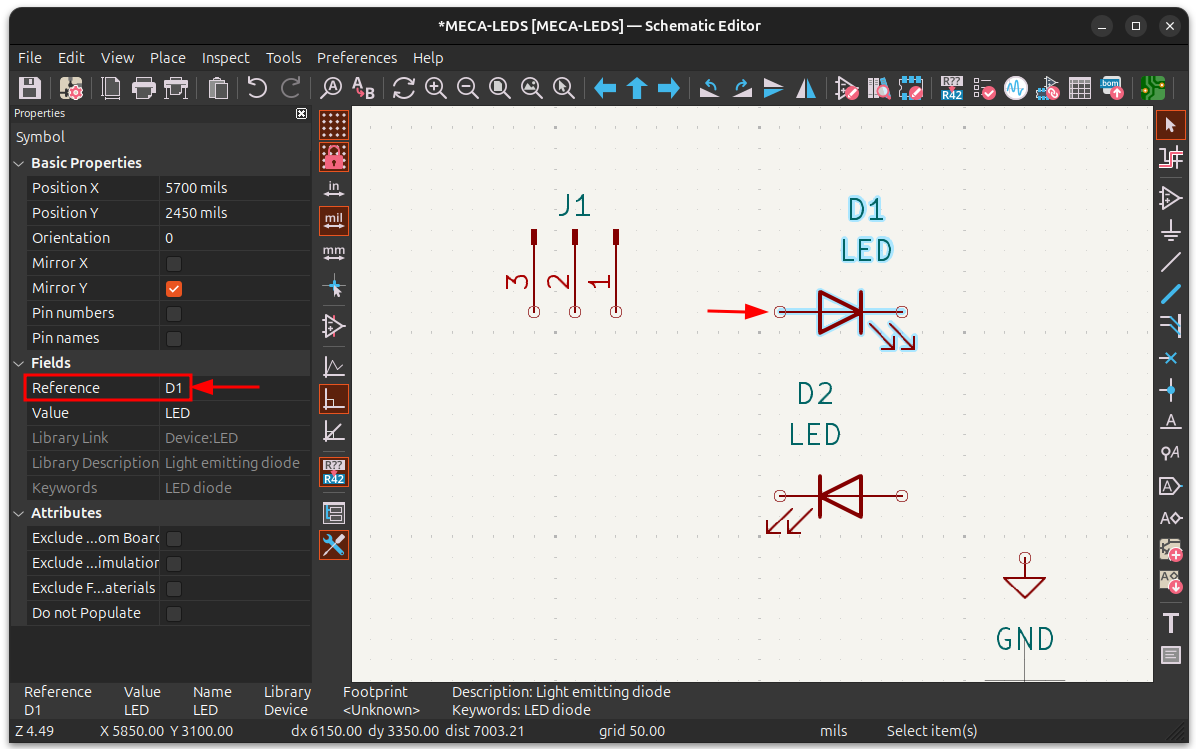 *MECA-LEDS [MECA-LEDS] — Schematic Editor
File Edit View Place Inspect Tools Preferences Help
A A B R?? R42 bom
Properties
Symbol
Basic Properties
Position X 5700 mils
Position Y 2450 mils
Orientation 0
Mirror X
Mirror Y
Pin numbers
Pin names
Fields
Reference D1
Value LED
Library Link Device:LED
Library Description Light emitting diode
Keywords LED diode
Attributes
Exclude ...om Board
Exclude ...imulation
Exclude F...aterials
Do not Populate
in
mil
mm
R??
R42
J1
3 2 1
D1
LED
D2
LED
GND
A
A
A
A
A
T
Reference Value Name Library Footprint Description: Light emitting diode
D1 LED LED Device <Unknown> Keywords: LED diode
Z 4.49 X 5850.00 Y 3100.00 dx 6150.00 dy 3350.00 dist 7003.21 grid 50.00 mils Select item(s)